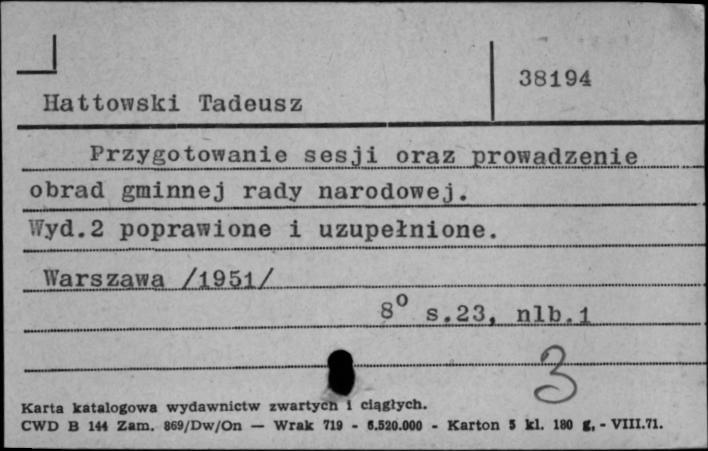 38194
Hattowski Tadeusz
Przygotowanie sesji oraz prowadzenie
obrad gminnej rady narodowej.
Wyd.2 poprawione i uzupełnione.
Warszawa /1951/
8° s.23, nlb.1
3
Karta katalogowa wydawnictw zwartych i ciągłych.
CWD B 144 Zam. 869/Dw/On — Wrak 719 - 6.520.000 - Karton 5 kl. 180 g. - VIII.71.